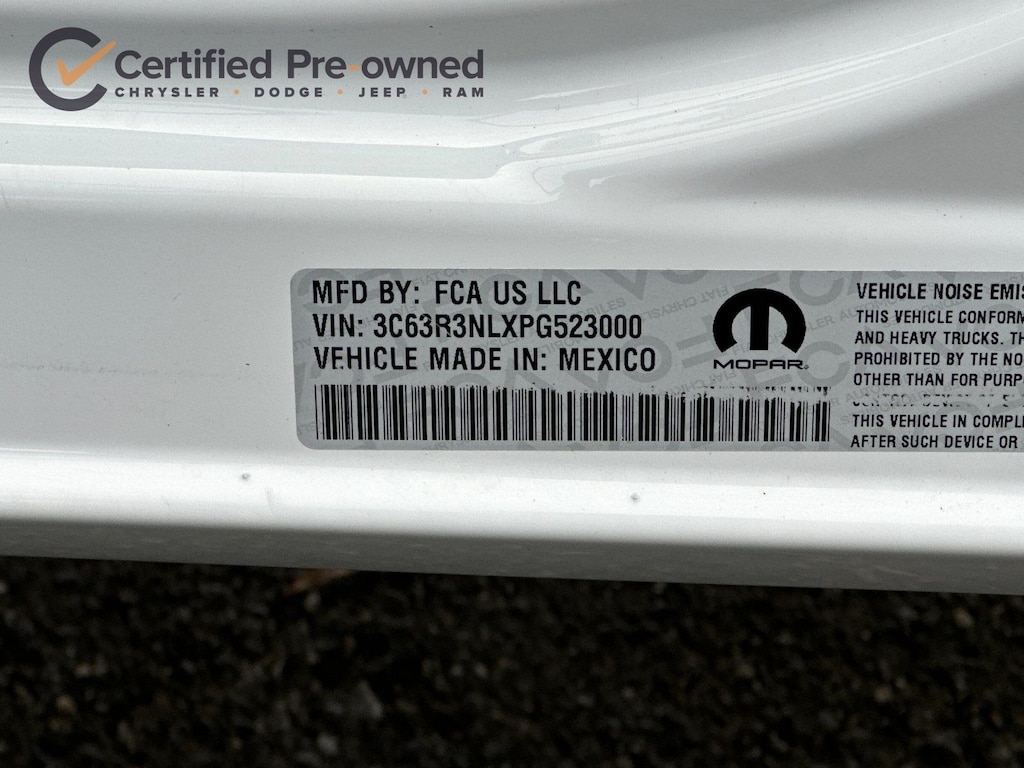 Certified Pre-owned
CHRYSLER • DODGE • JEEP • RAM
MFD BY: FCA US LLC
VIN: 3C63R3NLXPG523000
VEHICLE MADE IN: MEXICO
MOPAR
VEHICLE NOISE EMIS
THIS VEHICLE CONFORM
AND HEAVY TRUCKS. TH
PROHIBITED BY THE NO
OTHER THAN FOR PURP
THIS VEHICLE IN COMPLI
AFTER SUCH DEVICE OR